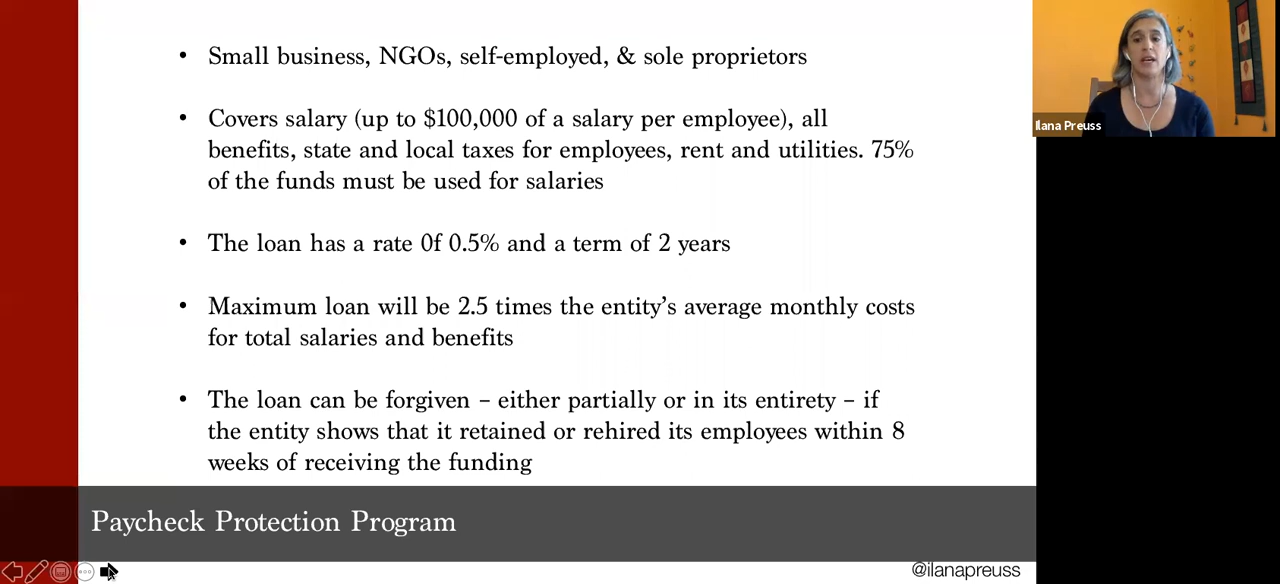 • Small business, NGOs, self-employed, & sole proprietors
• Covers salary (up to $100,000 of a salary per employee), all
benefits, state and local taxes for employees, rent and utilities. 75%
of the funds must be used for salaries
• The loan has a rate 0f 0.5% and a term of 2 years
• Maximum loan will be 2.5 times the entity’s average monthly costs
for total salaries and benefits
• The loan can be forgiven – either partially or in its entirety – if
the entity shows that it retained or rehired its employees within 8
weeks of receiving the funding
Paycheck Protection Program
@ilanapreuss
Ilana Preuss